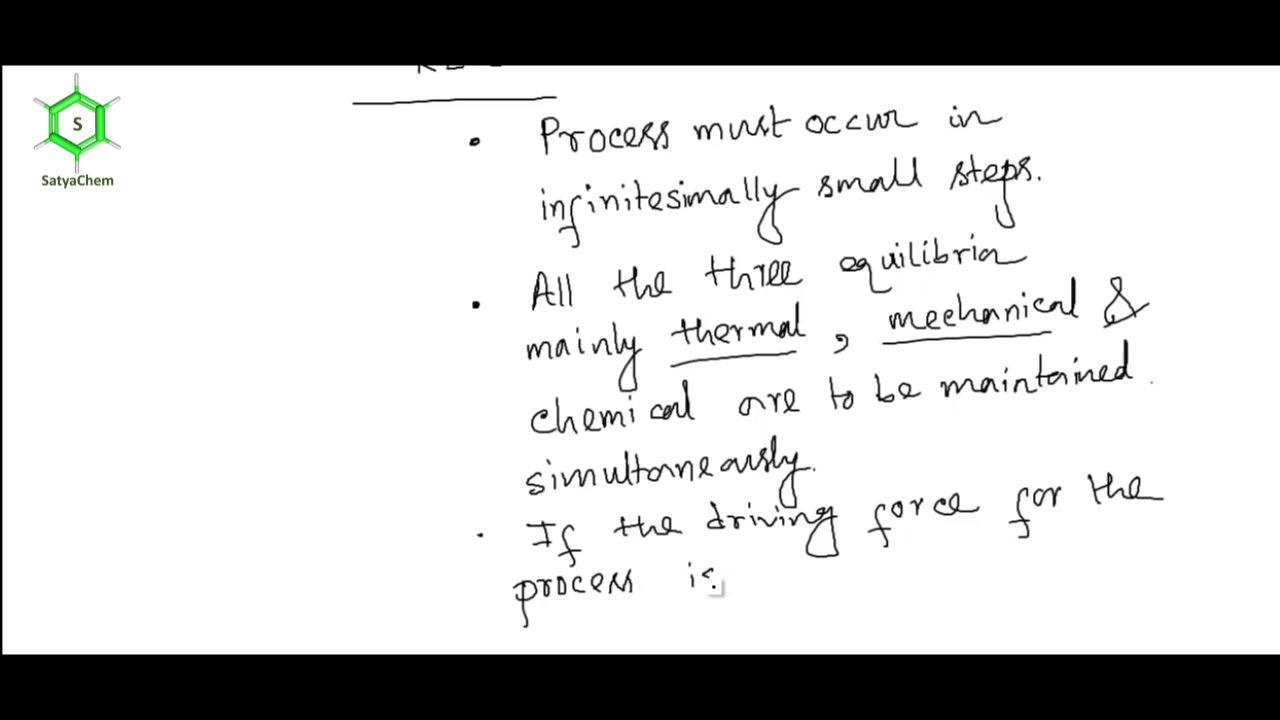 S
SatyaChem
• Process must occur in
infinitesimally small steps.
• All the three equilibria
mainly thermal, mechanical &
chemical are to be maintained.
simultaneously.
• If the driving force for the
process is